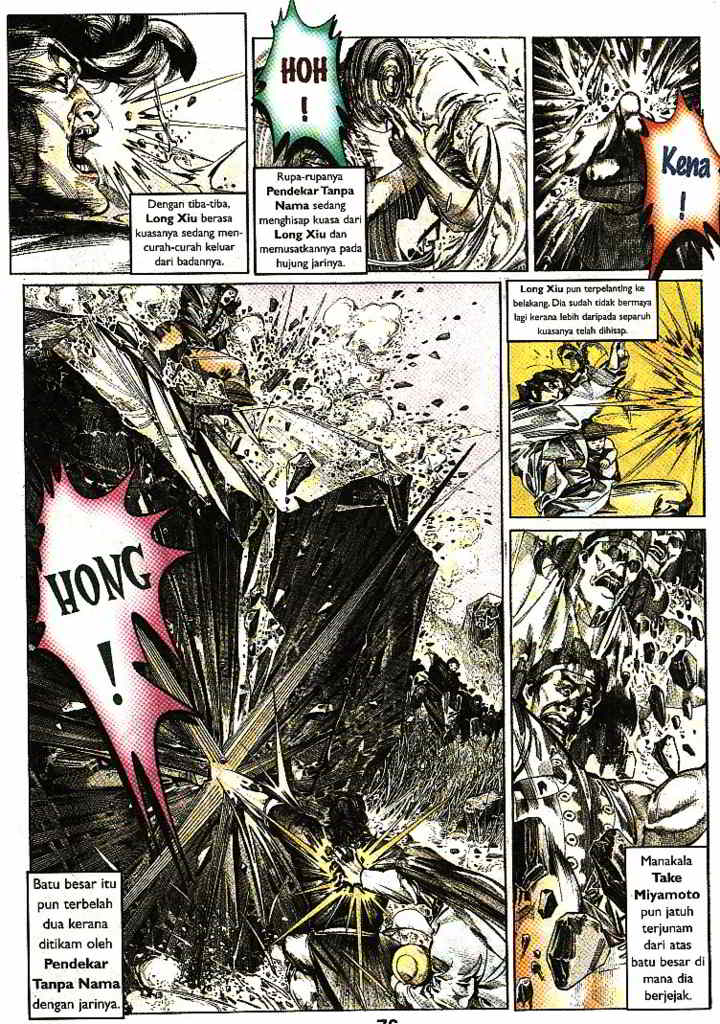 Dengan tiba-tiba,
Long Xiu berasa
kuasanya sedang men-
curah-curah keluar
dari badannya.
HOH
!
Rupa-rupanya
Pendekar Tanpa
Nama sedang
menghisap kuasa dari
Long Xiu dan
memusatkannya pada
hujung jarinya.
Kena
!
Long Xiu pun terpelanting ke
belakang. Dia sudah tidak bermaya
lagi kerana lebih daripada separuh
kuasanya telah dihisap.
HONG
!
Batu besar itu
pun terbelah
dua kerana
ditikam oleh
Pendekar
Tanpa Nama
dengan jarinya.
Manakala
Take
Miyamoto
pun jatuh
terjunam
dari atas
batu besar di
mana dia
berjejak.